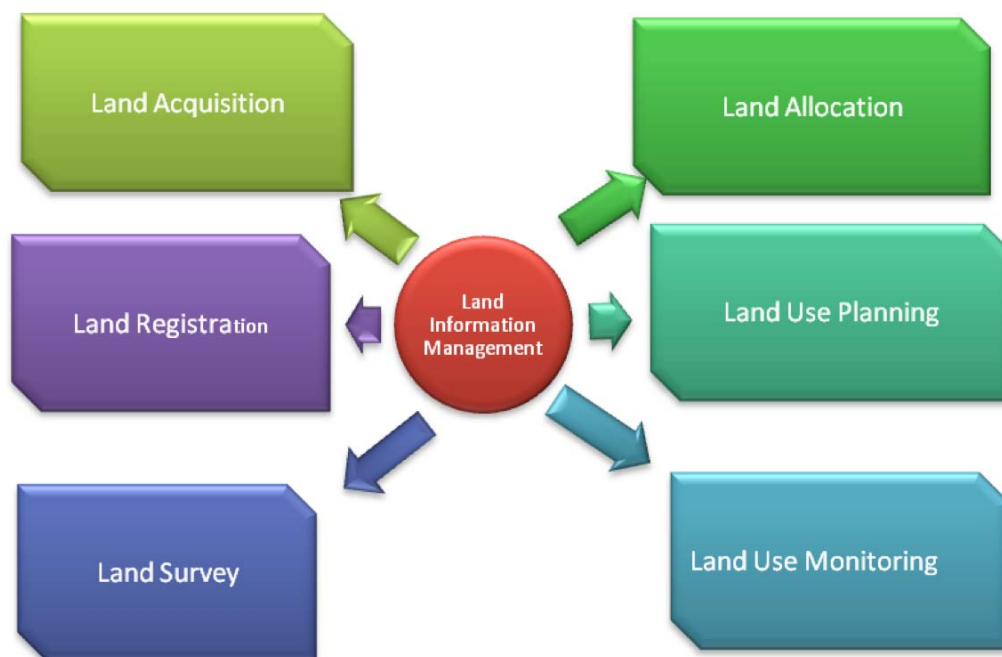 Land Acquisition
Land Allocation
Land Registration
Land
Information
Management
Land Use Planning
Land Survey
Land Use Monitoring